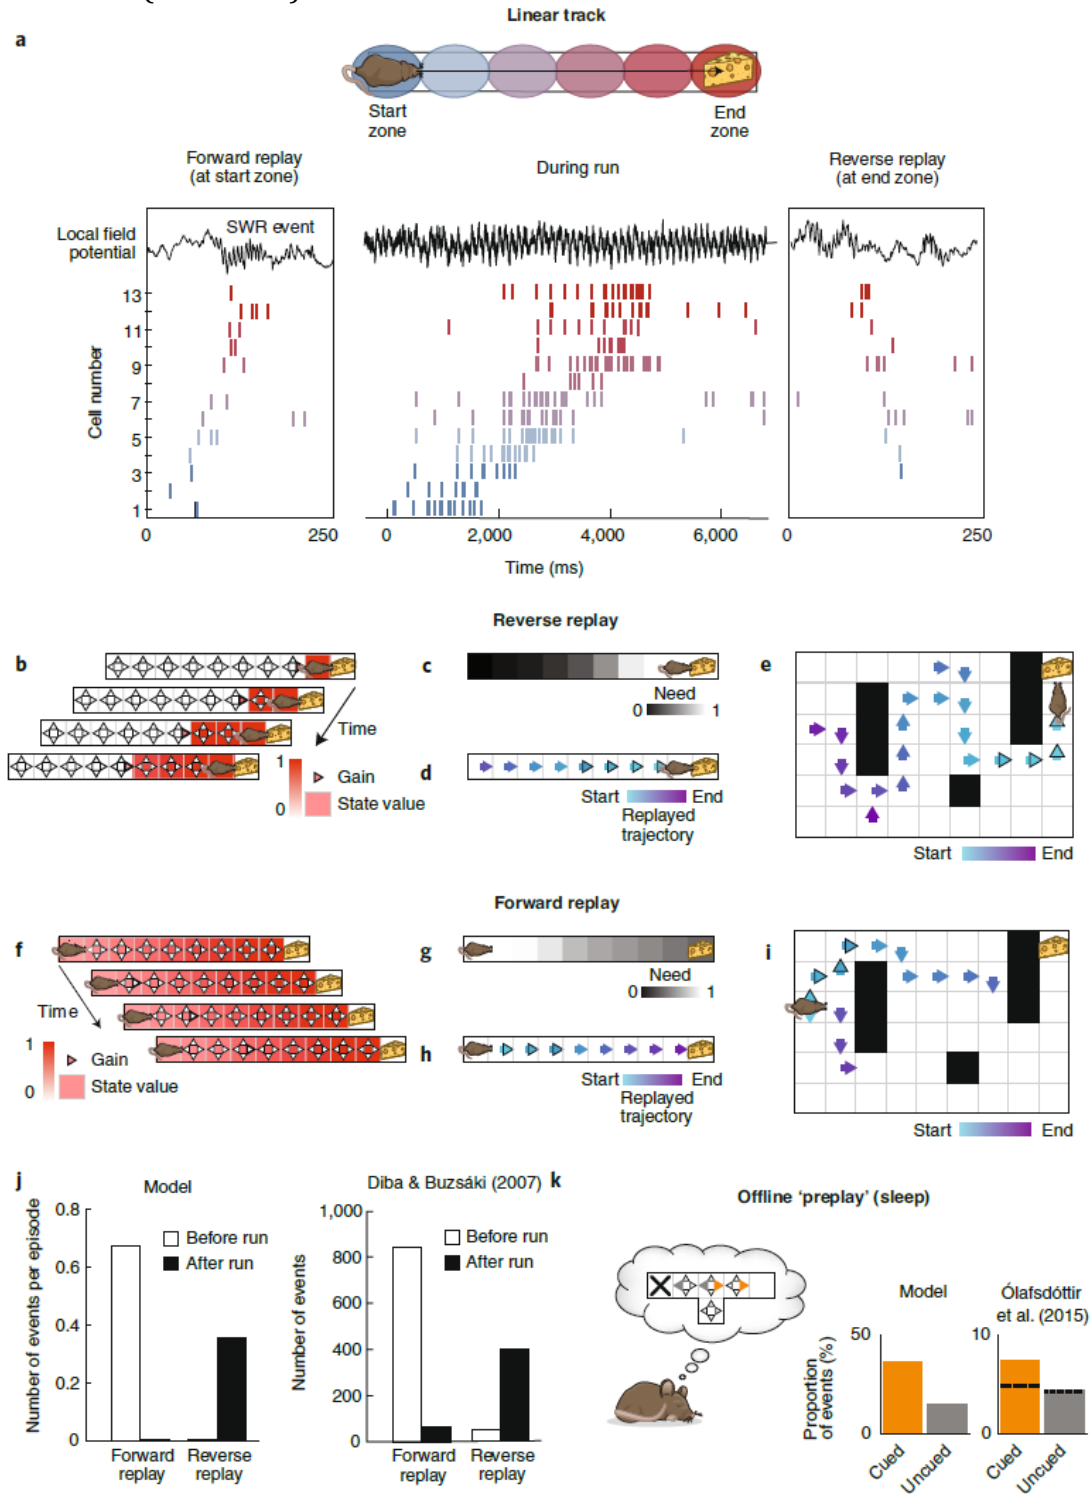 Linear track
a
Start
zone
End
zone
Forward replay
(at start zone)
During run
Reverse replay
(at end zone)
Local field
potential
SWR event
Cell number
13
11
9
7
5
3
1
0
250
0
2,000
4,000
6,000
0
250
Time (ms)
Reverse replay
b
Time
1
0
Gain
State value
c
Need
0
1
d
Start
End
Replayed
trajectory
e
Start
End
Forward replay
f
Time
1
0
Gain
State value
g
Need
0
1
h
Start
End
Replayed
trajectory
i
Start
End
j
Model
Number of events per episode
0.8
0.6
0.4
0.2
0
Before run
After run
Forward
replay
Reverse
replay
Diba & Buzsáki (2007)
Number of events
1,000
800
600
400
200
0
Before run
After run
Forward
replay
Reverse
replay
k
Offline ‘preplay’ (sleep)
Model
Proportion
of events (%)
50
0
Cued
Uncued
Ólafsdóttir
et al. (2015)
10
0
Cued
Uncued